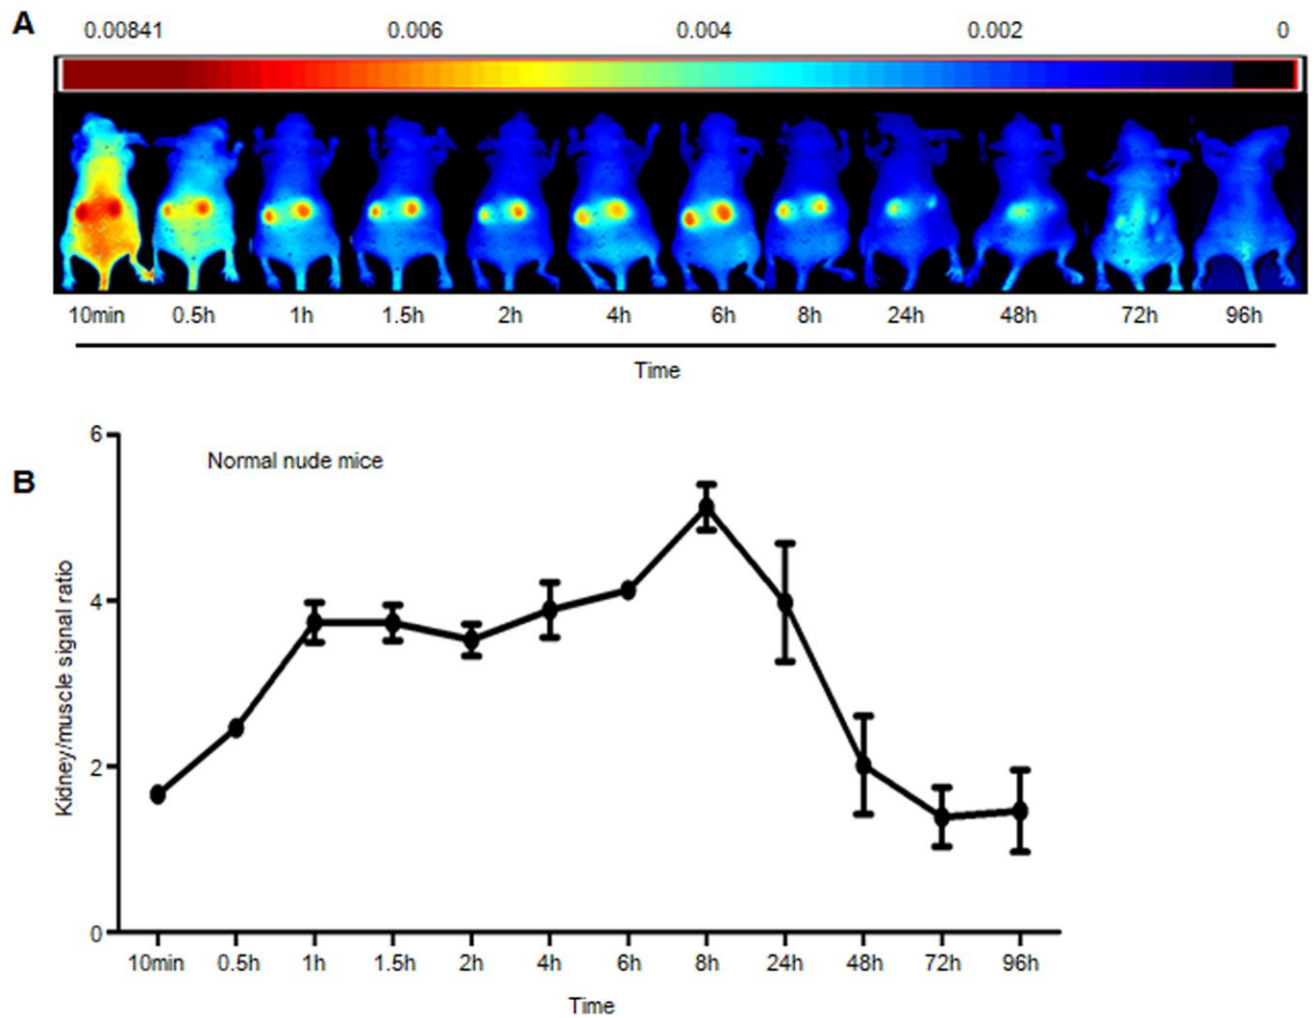 A
0.00841 0.006 0.004 0.002 0
10min 0.5h 1h 1.5h 2h 4h 6h 8h 24h 48h 72h 96h
Time
B
Normal nude mice
Kidney/muscle signal ratio
6
4
2
0
10min 0.5h 1h 1.5h 2h 4h 6h 8h 24h 48h 72h 96h
Time